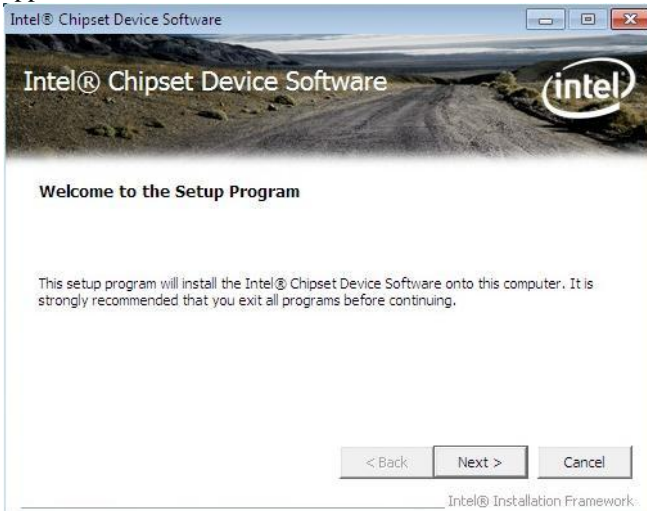 Intel® Chipset Device Software
Intel® Chipset Device Software
intel
Welcome to the Setup Program
This setup program will install the Intel® Chipset Device Software onto this computer. It is
strongly recommended that you exit all programs before continuing.
< Back
Next >
Cancel
Intel® Installation Framework